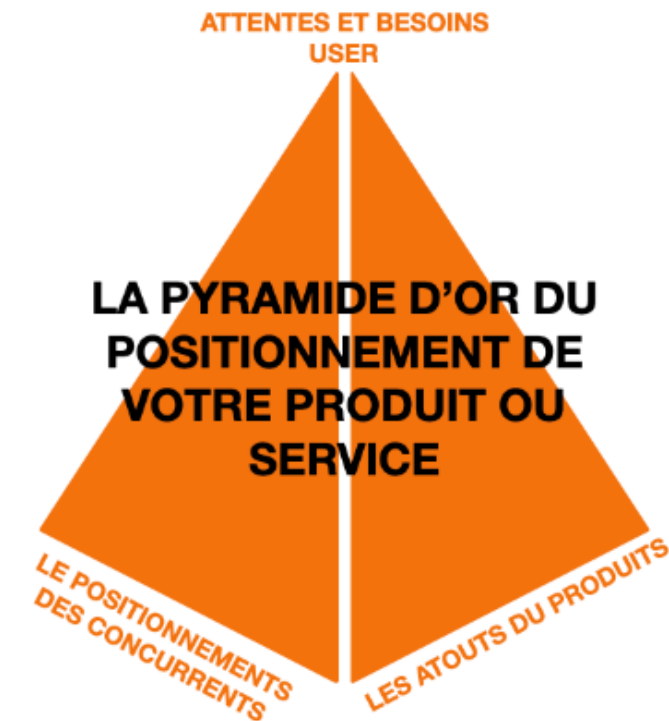 ATTENTES ET BESOINS
USER
LA PYRAMIDE D'OR DU
POSITIONNEMENT DE
VOTRE PRODUIT OU
SERVICE
LE POSITIONNEMENTS
DES CONCURRENTS
LES ATOUTS DU PRODUITS